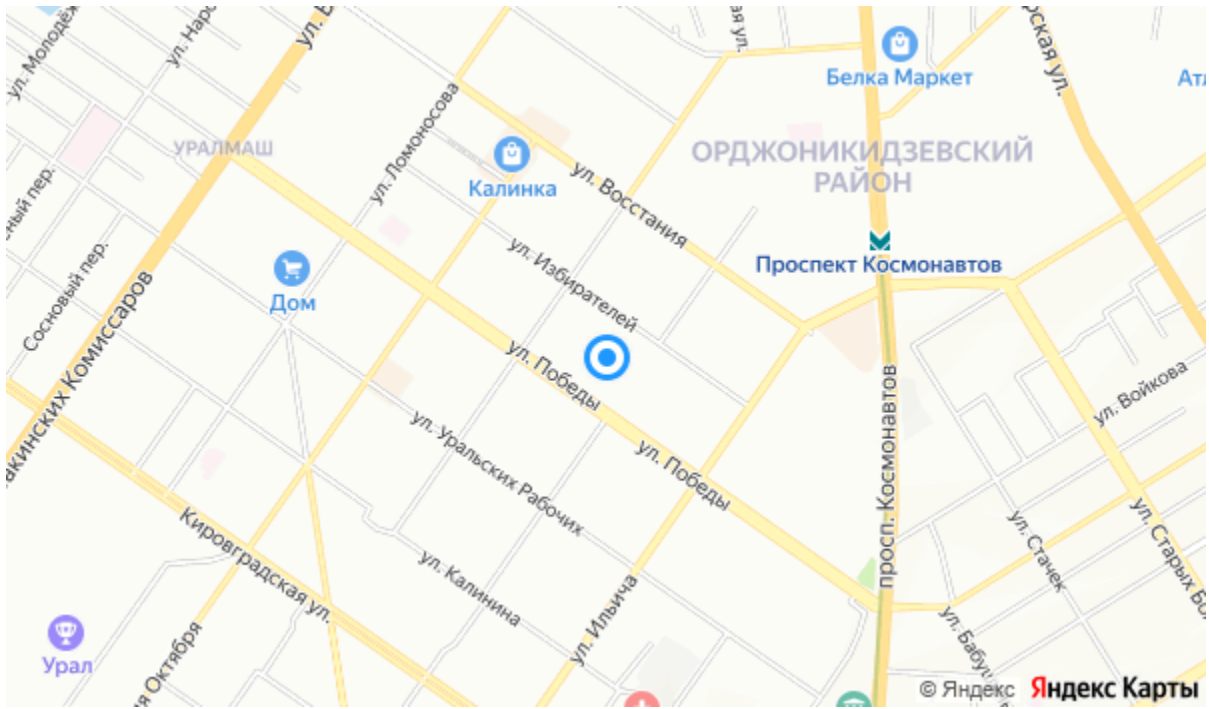 ул. Молодёж
ул. Наро
ул. Б
ская ул.
рская ул.
Белка Маркет
Атл
УРАЛМАШ
ул. Ломоносова
Калинка
ул. Восстания
ОРДЖОНИКИДЗЕВСКИЙ
РАЙОН
ный пер.
Сосновый пер.
Дом
ул. Избирателей
Проспект Космонавтов
акинских Комиссаров
ул. Победы
ул. Победы
ул. Уральских Рабочих
просп. Космонавтов
ул. Войкова
Кировградская ул.
ул. Калинина
ул. Ильича
ул. Стачек
ул. Старых Бо
ул. Бабу
Урал
я Октября
© Яндекс Яндекс Карты